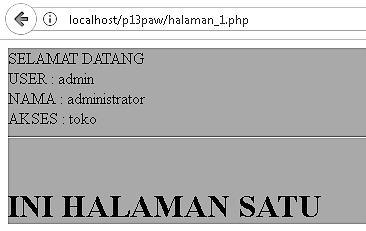 localhost/p13paw/halaman_1.php
SELAMAT DATANG
USER : admin
NAMA : administrator
AKSES : toko
INI HALAMAN SATU